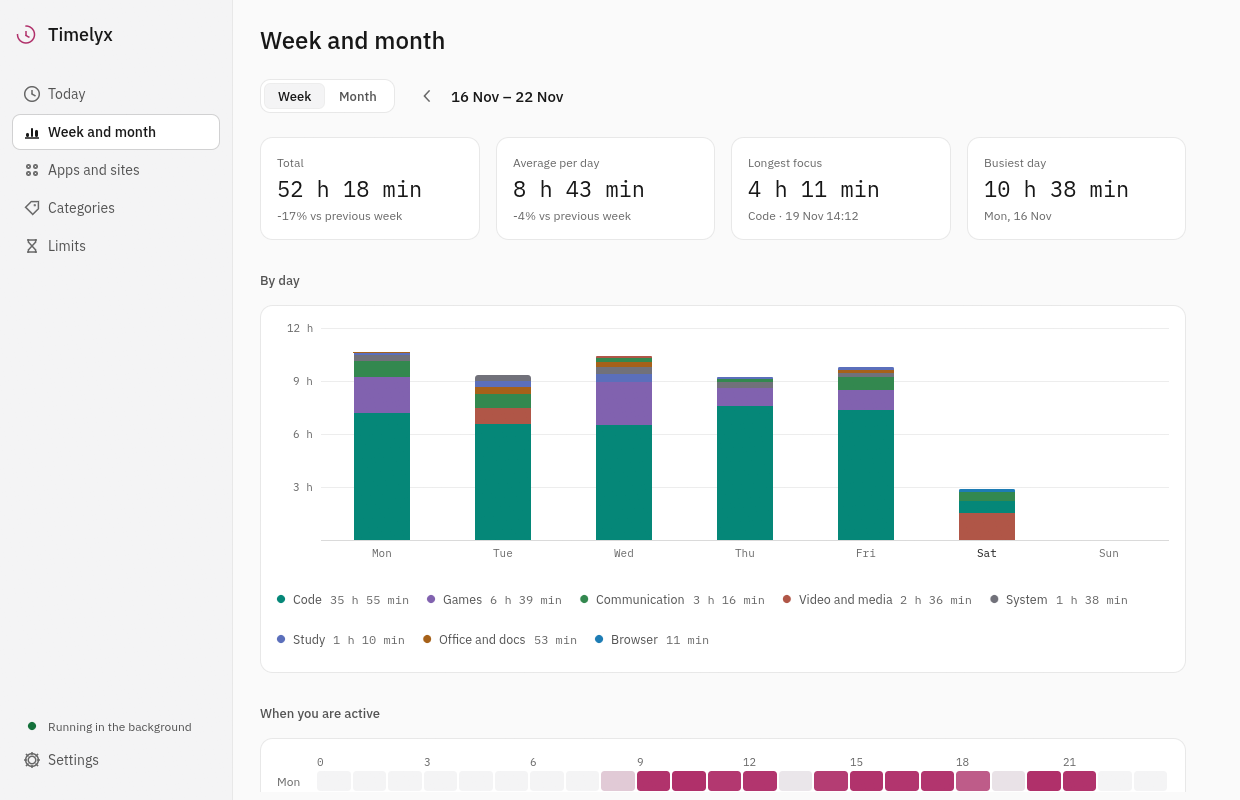 Timelyx
Today
Week and month
Apps and sites
Categories
Limits
Running in the background
Settings
Week and month
Week Month 16 Nov – 22 Nov
Total
52 h 18 min
-17% vs previous week
Average per day
8 h 43 min
-4% vs previous week
Longest focus
4 h 11 min
Code · 19 Nov 14:12
Busiest day
10 h 38 min
Mon, 16 Nov
By day
12 h
9 h
6 h
3 h
Mon Tue Wed Thu Fri Sat Sun
Code 35 h 55 min Games 6 h 39 min Communication 3 h 16 min Video and media 2 h 36 min System 1 h 38 min
Study 1 h 10 min Office and docs 53 min Browser 11 min
When you are active
0 3 6 9 12 15 18 21
Mon